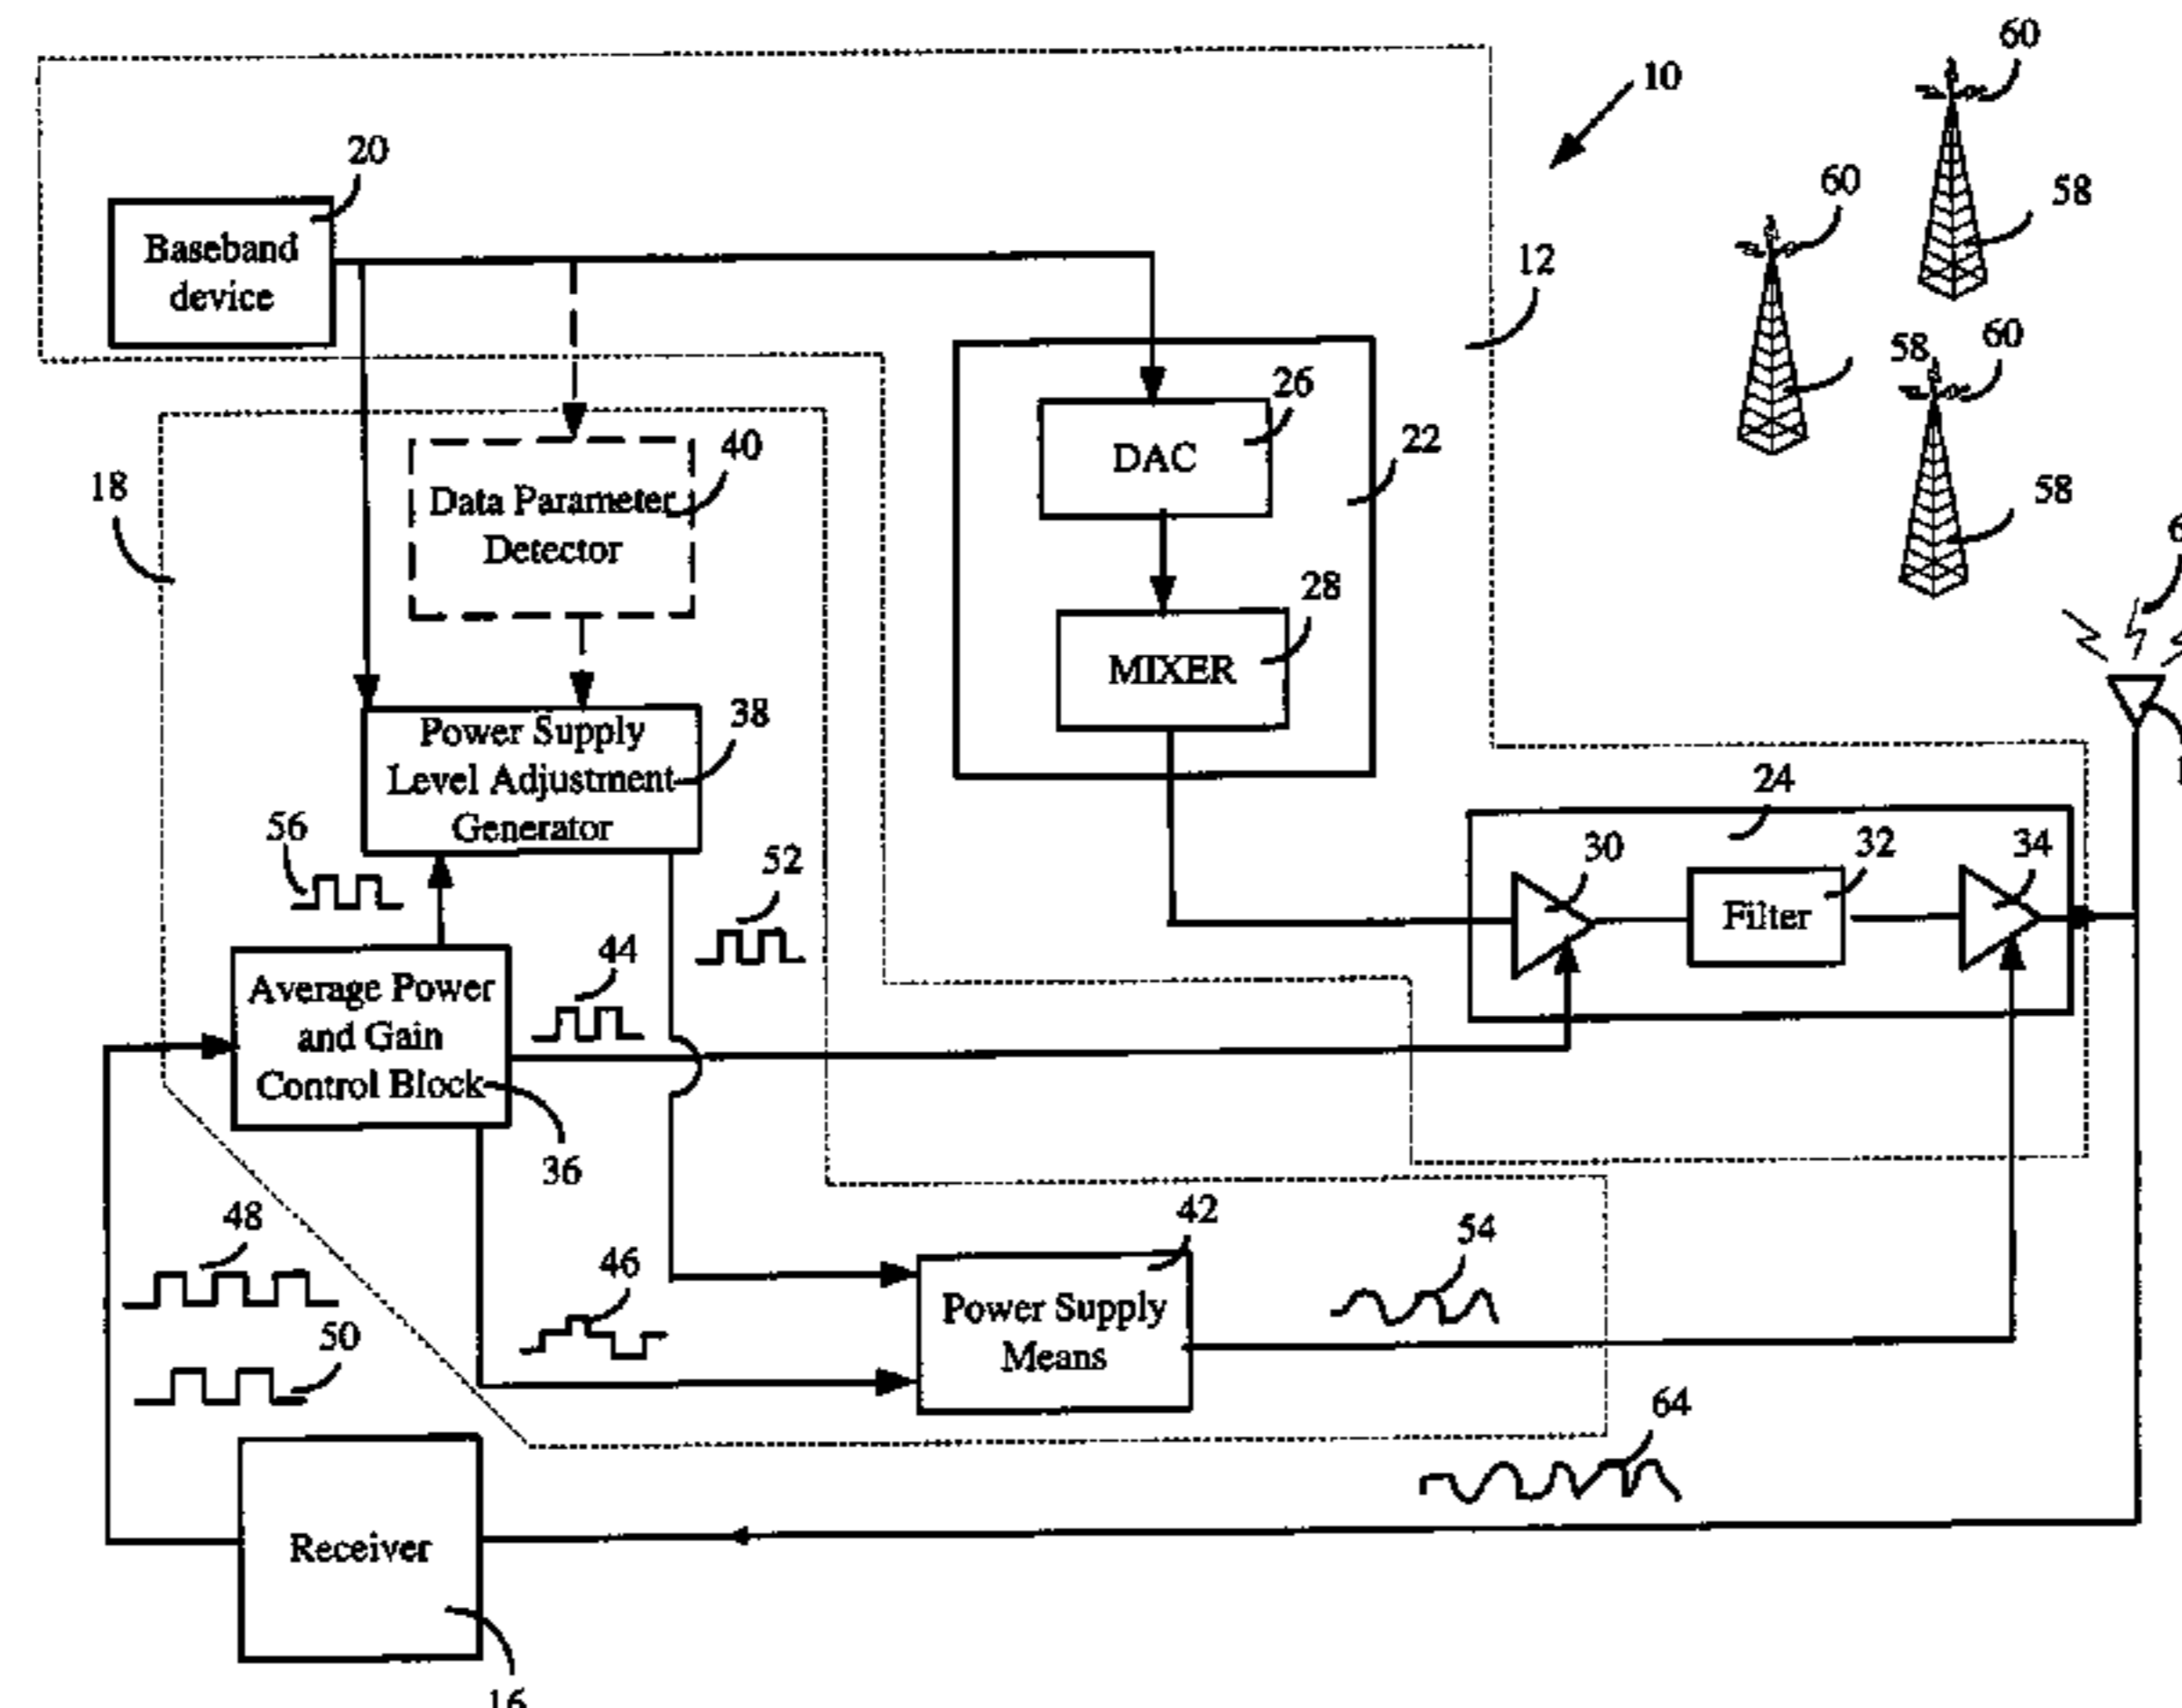 60
10
20
60
58
Baseband
device
12
58
60
26
22
DAC
40
18
Data Parameter
Detector
58
28
MIXER
38
Power Supply
Level Adjustment
Generator
24
56
52
30
32
34
Filter
44
Average Power
and Gain
Control Block
36
48
46
42
54
50
Power Supply
Means
64
Receiver
16